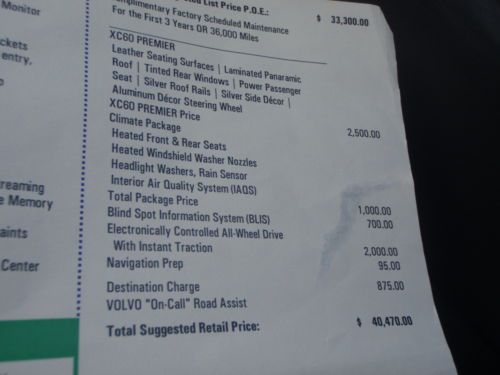 Monitor
ckets
entry,
reaming
e Memory
aints
Center
ted List Price P.O.E.: $ 33,300.00
omplimentary Factory Scheduled Maintenance
For the First 3 Years OR 36,000 Miles
XC60 PREMIER
Leather Seating Surfaces | Laminated Panaramic
Roof | Tinted Rear Windows | Power Passenger
Seat | Silver Roof Rails | Silver Side Décor |
Aluminum Décor Steering Wheel
XC60 PREMIER Price 2,500.00
Climate Package
Heated Front & Rear Seats
Heated Windshield Washer Nozzles
Headlight Washers, Rain Sensor
Interior Air Quality System (IAQS)
Total Package Price 1,000.00
Blind Spot Information System (BLIS) 700.00
Electronically Controlled All-Wheel Drive
With Instant Traction 2,000.00
Navigation Prep 95.00
Destination Charge 875.00
VOLVO "On-Call" Road Assist
Total Suggested Retail Price: $ 40,470.00